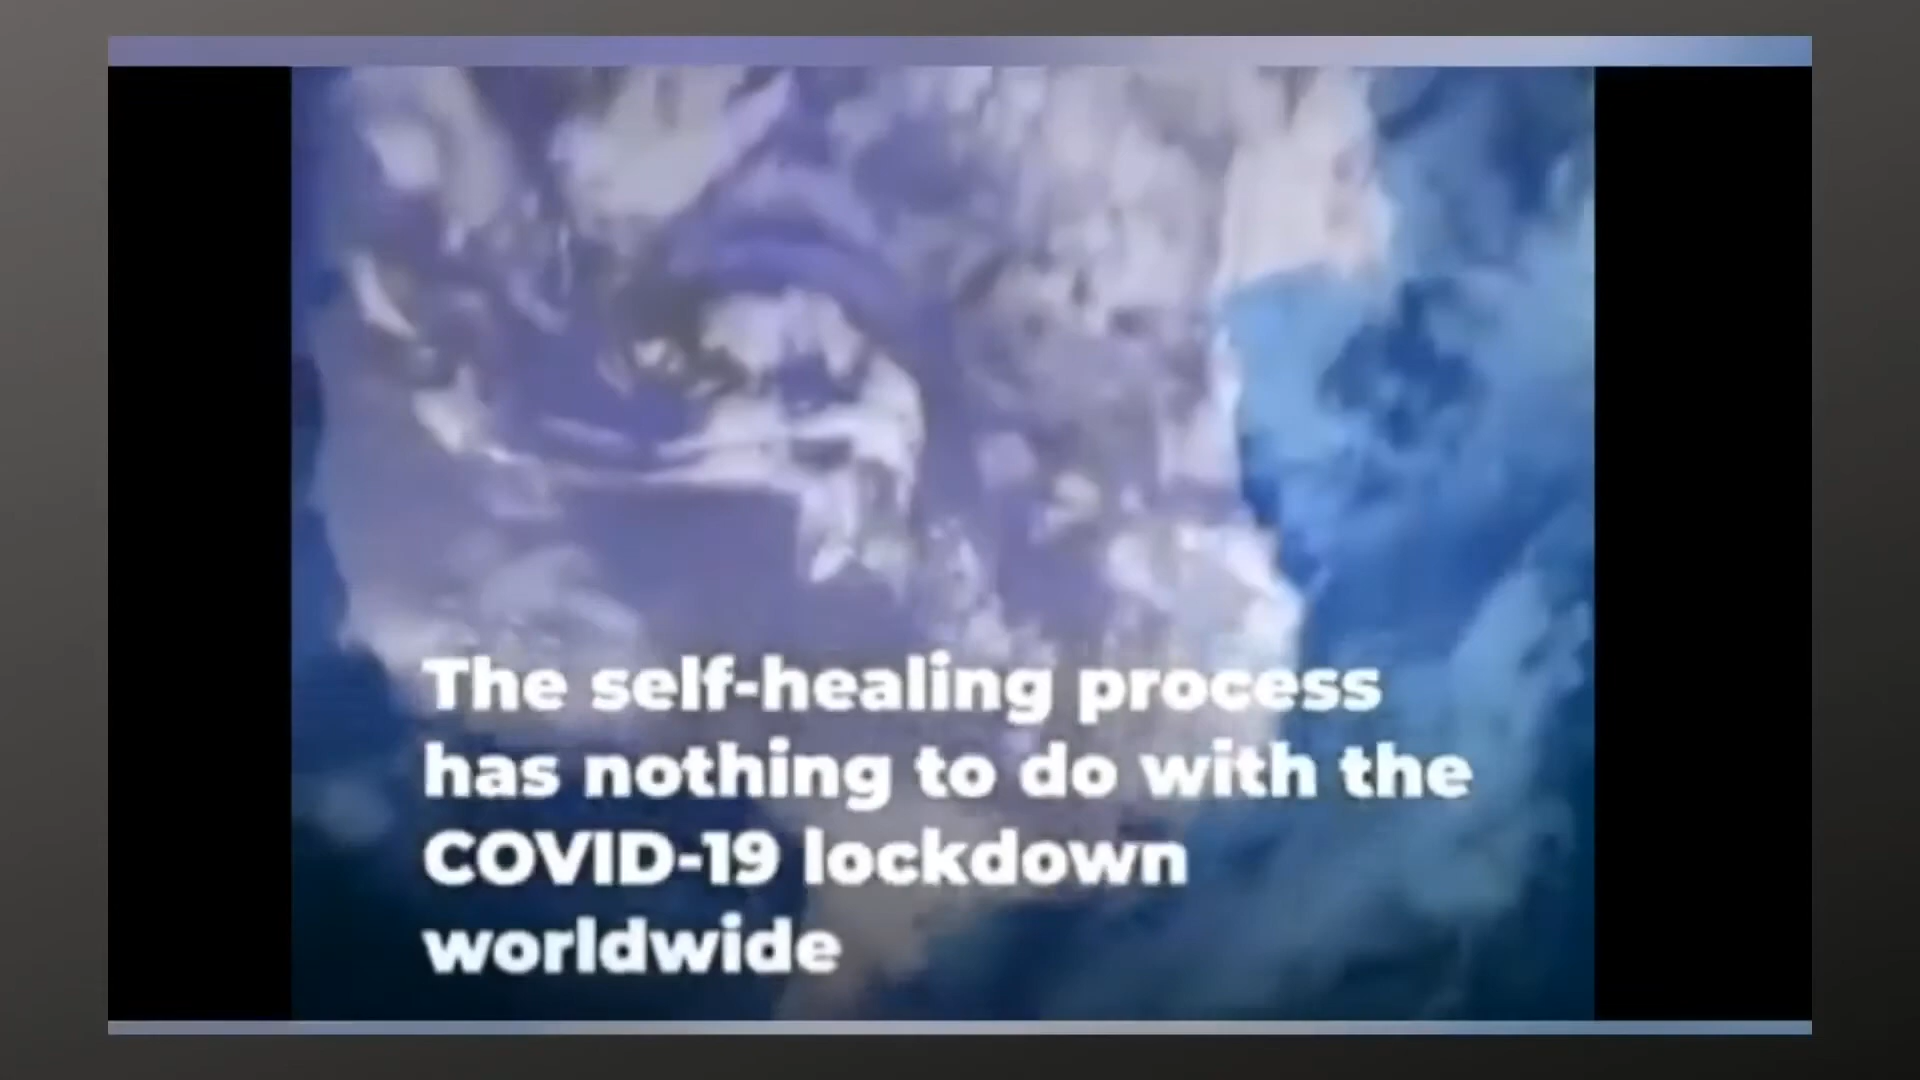 The self-healing process
has nothing to do with the
COVID-19 lockdown
worldwide